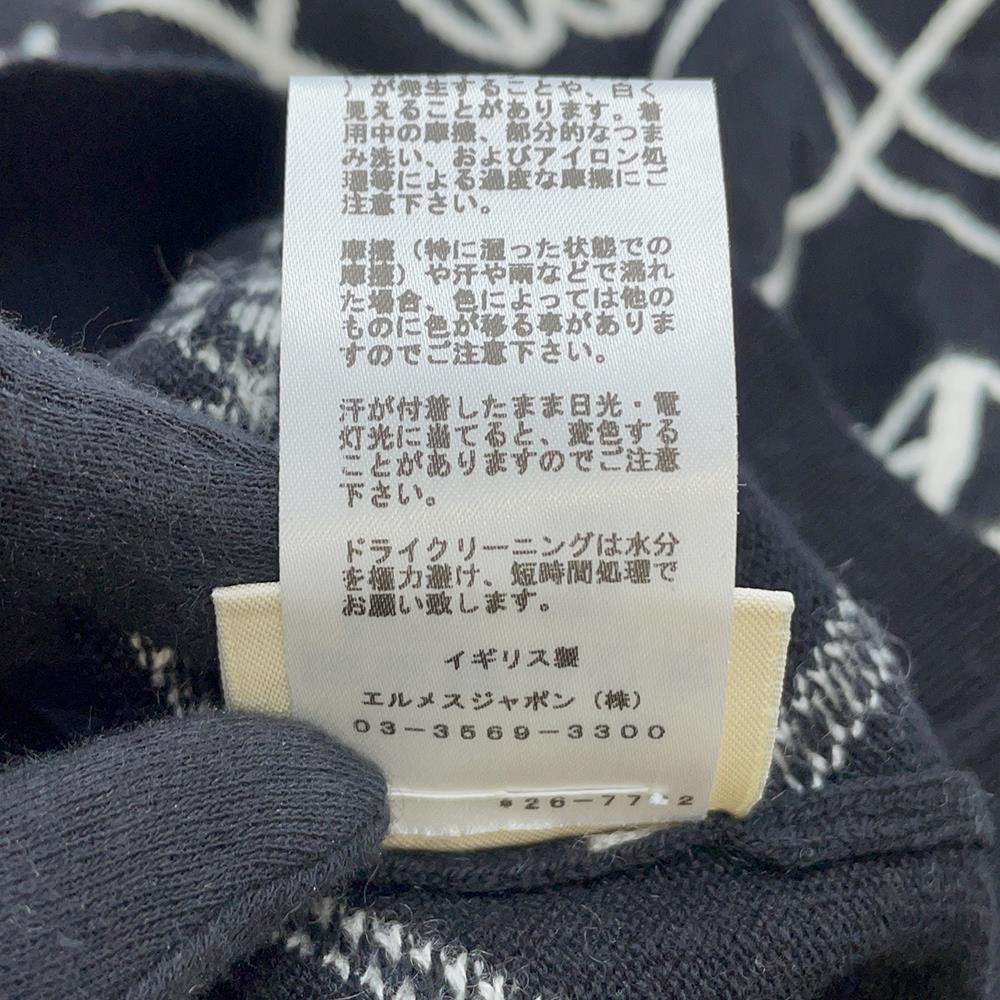 ）が発生することや、白く
見えることがあります。着
用中の摩擦、部分的なつま
み洗い、およびアイロン処
理等による過度な摩擦にご
注意下さい。
摩擦（特に湿った状態での
摩擦）や汗や雨などで濡れ
た場合、色によっては他の
ものに色が移る事がありま
すのでご注意下さい。
汗が付着したまま日光・電
灯光に当てると、変色する
ことがありますのでご注意
下さい。
ドライクリーニングは水分
を極力避け、短時間処理で
お願い致します。
イギリス製
エルメスジャポン（株）
03-3569-3300